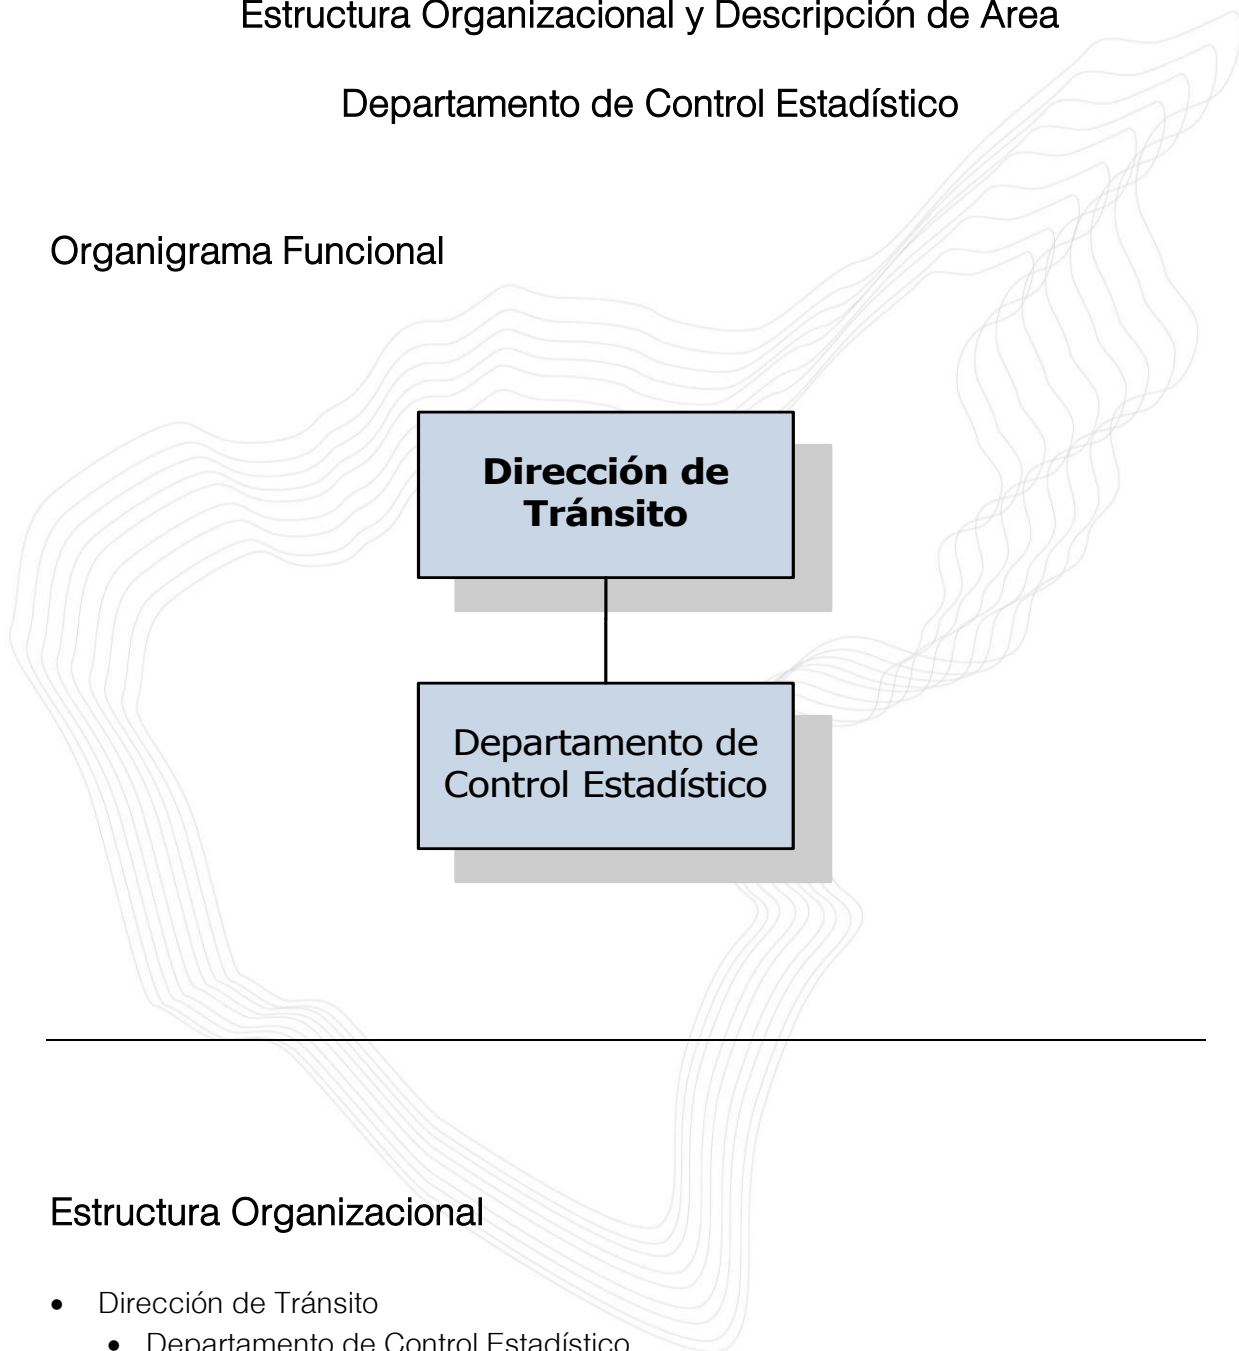 Estructura Organizacional y Descripción de Área
Departamento de Control Estadístico
Organigrama Funcional
Dirección de
Tránsito
Departamento de
Control Estadístico
Estructura Organizacional
• Dirección de Tránsito
• Departamento de Control Estadístico